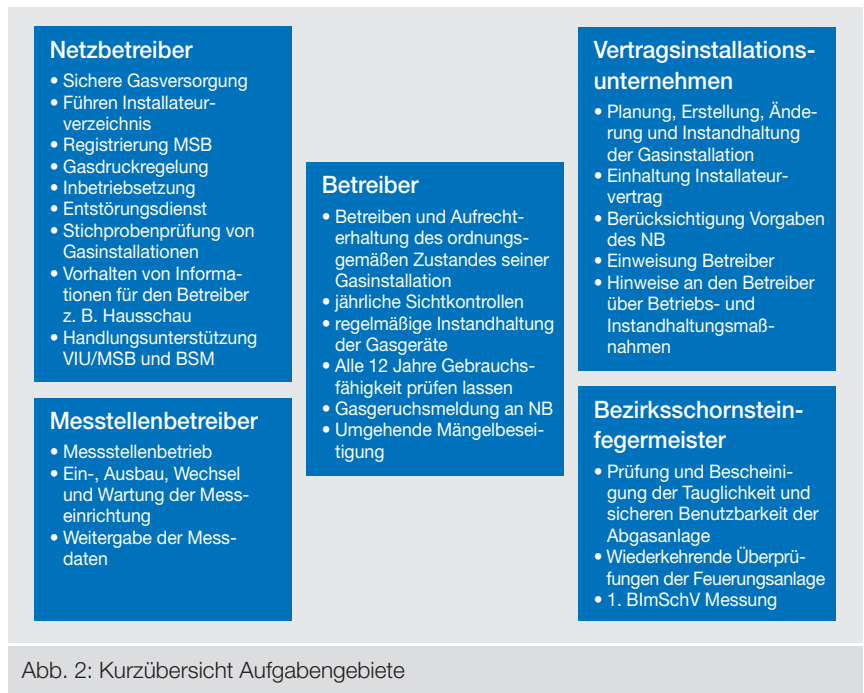 Netzbetreiber
• Sichere Gasversorgung
• Führen Installateur-
verzeichnis
• Registrierung MSB
• Gasdruckregelung
• Inbetriebsetzung
• Entstörungsdienst
• Stichprobenprüfung von
Gasinstallationen
• Vorhalten von Informa-
tionen für den Betreiber
z. B. Hausschau
• Handlungsunterstützung
VIU/MSB und BSM
Messtellenbetreiber
• Messstellenbetrieb
• Ein-, Ausbau, Wechsel
und Wartung der Mess-
einrichtung
• Weitergabe der Mess-
daten
Betreiber
• Betreiben und Aufrecht-
erhaltung des ordnungs-
gemäßen Zustandes seiner
Gasinstallation
• jährliche Sichtkontrollen
• regelmäßige Instandhaltung
der Gasgeräte
• Alle 12 Jahre Gebrauchs-
fähigkeit prüfen lassen
• Gasgeruchsmeldung an NB
• Umgehende Mängelbesei-
tigung
Vertragsinstallations-
unternehmen
• Planung, Erstellung, Ände-
rung und Instandhaltung
der Gasinstallation
• Einhaltung Installateur-
vertrag
• Berücksichtigung Vorgaben
des NB
• Einweisung Betreiber
• Hinweise an den Betreiber
über Betriebs- und
Instandhaltungsmaß-
nahmen
Bezirksschornstein-
fegermeister
• Prüfung und Bescheini-
gung der Tauglichkeit und
sicheren Benutzbarkeit der
Abgasanlage
• Wiederkehrende Überprü-
fungen der Feuerungsanlage
• 1. BImSchV Messung
Abb. 2: Kurzübersicht Aufgabengebiete